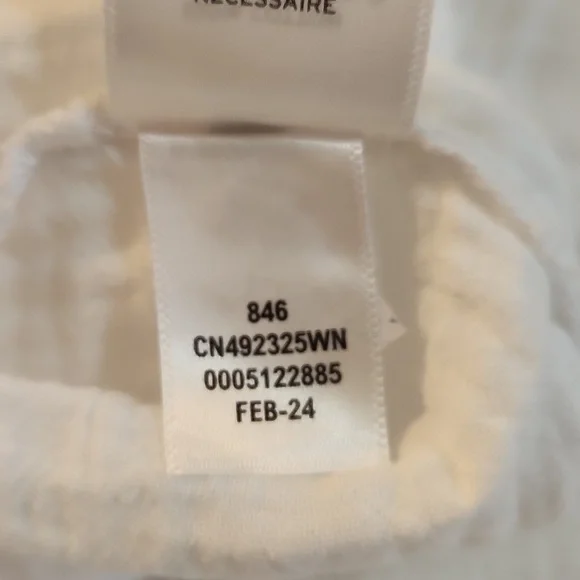 NÉCESSAIRE
846
CN492325WN
0005122885
FEB-24